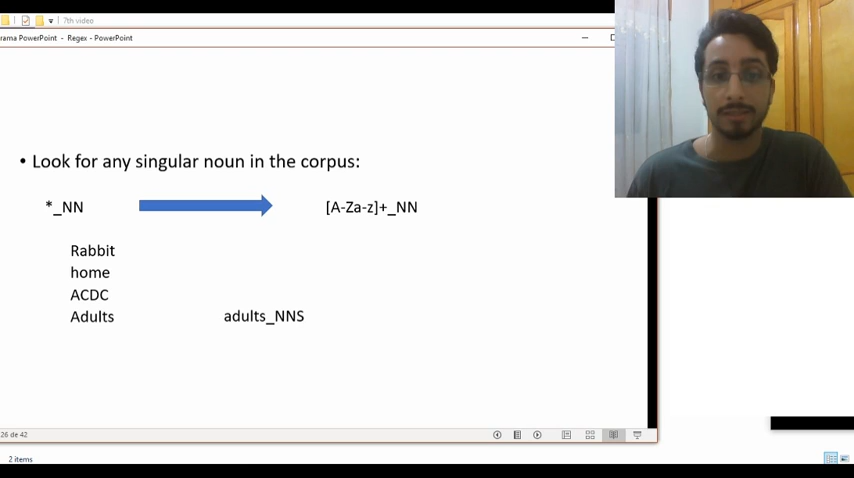 7th video
rama PowerPoint - Regex - PowerPoint
• Look for any singular noun in the corpus:
*_NN [A-Za-z]+_NN
Rabbit
home
ACDC
Adults adults_NNS
26 de 42
2 items